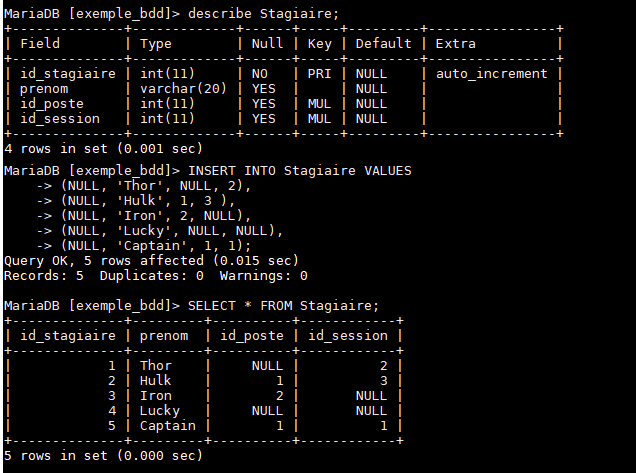 MariaDB [exemple_bdd]> describe Stagiaire;
+--------------+-------------+------+-----+---------+----------------+
| Field        | Type        | Null | Key | Default | Extra          |
+--------------+-------------+------+-----+---------+----------------+
| id_stagiaire | int(11)     | NO   | PRI | NULL    | auto_increment |
| prenom       | varchar(20) | YES  |     | NULL    |                |
| id_poste     | int(11)     | YES  | MUL | NULL    |                |
| id_session   | int(11)     | YES  | MUL | NULL    |                |
+--------------+-------------+------+-----+---------+----------------+
4 rows in set (0.001 sec)
MariaDB [exemple_bdd]> INSERT INTO Stagiaire VALUES
    -> (NULL, 'Thor', NULL, 2),
    -> (NULL, 'Hulk', 1, 3 ),
    -> (NULL, 'Iron', 2, NULL),
    -> (NULL, 'Lucky', NULL, NULL),
    -> (NULL, 'Captain', 1, 1);
Query OK, 5 rows affected (0.015 sec)
Records: 5  Duplicates: 0  Warnings: 0
MariaDB [exemple_bdd]> SELECT * FROM Stagiaire;
+--------------+---------+----------+------------+
| id_stagiaire | prenom  | id_poste | id_session |
+--------------+---------+----------+------------+
|            1 | Thor    |     NULL |          2 |
|            2 | Hulk    |        1 |          3 |
|            3 | Iron    |        2 |       NULL |
|            4 | Lucky   |     NULL |       NULL |
|            5 | Captain |        1 |          1 |
+--------------+---------+----------+------------+
5 rows in set (0.000 sec)